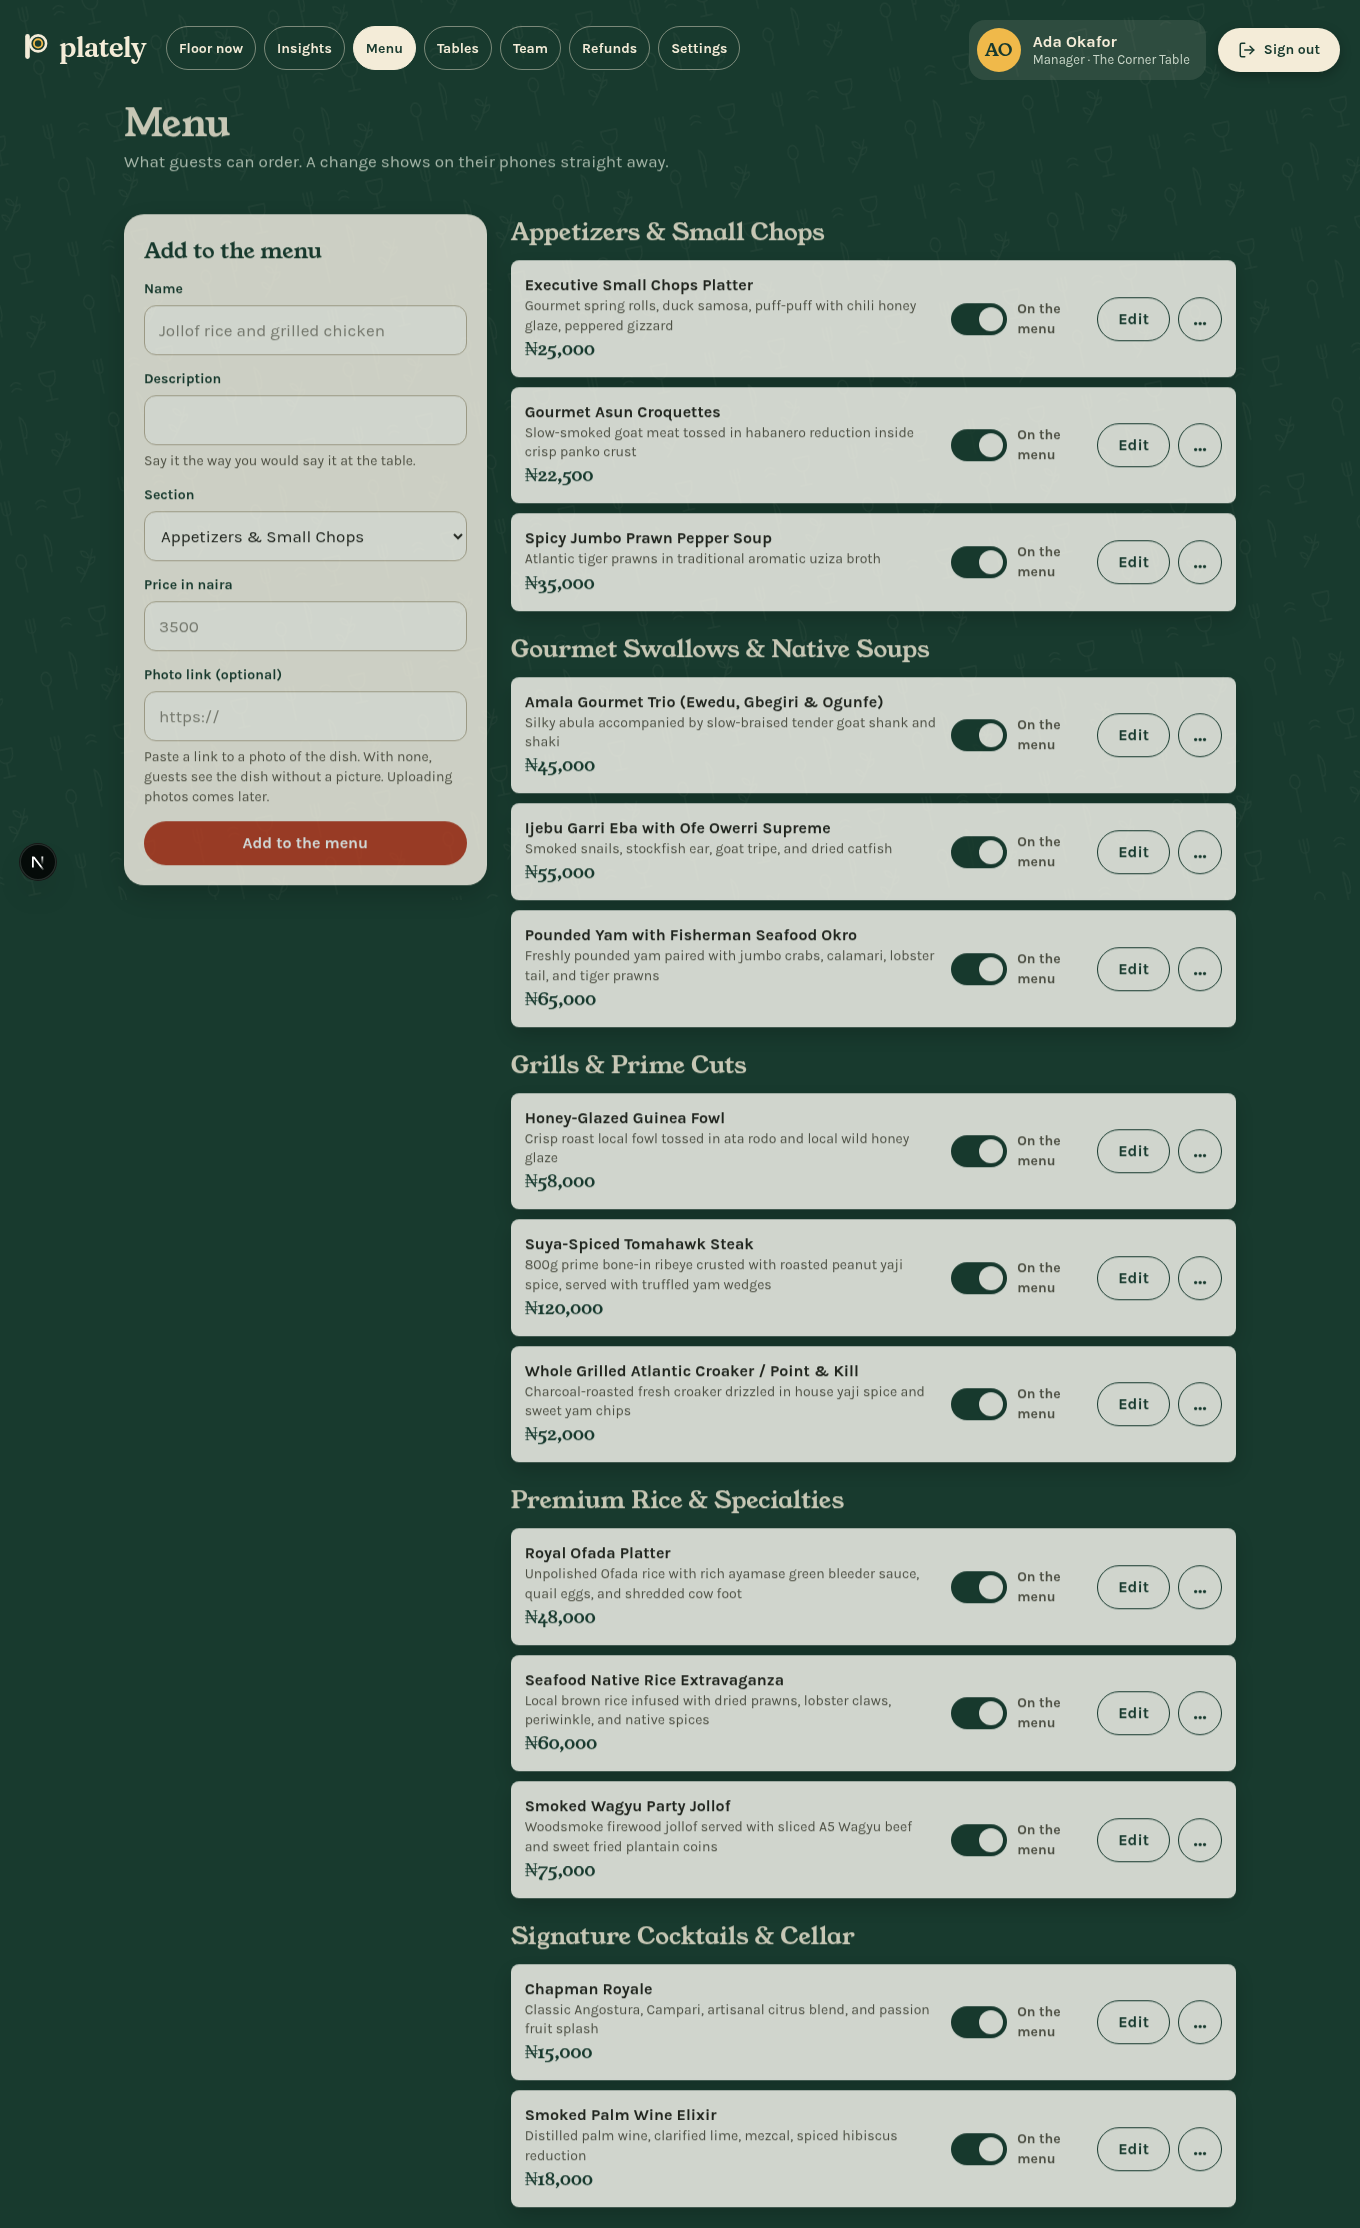 plately
Floor now
Insights
Menu
Tables
Team
Refunds
Settings
AO
Ada Okafor
Manager · The Corner Table
Sign out
Menu
What guests can order. A change shows on their phones straight away.
Add to the menu
Name
Jollof rice and grilled chicken
Description
Say it the way you would say it at the table.
Section
Appetizers & Small Chops
Price in naira
3500
Photo link (optional)
https://
Paste a link to a photo of the dish. With none,
guests see the dish without a picture. Uploading
photos comes later.
Add to the menu
N
Appetizers & Small Chops
Executive Small Chops Platter
Gourmet spring rolls, duck samosa, puff-puff with chili honey
glaze, peppered gizzard
₦25,000
On the
menu
Edit
...
Gourmet Asun Croquettes
Slow-smoked goat meat tossed in habanero reduction inside
crisp panko crust
₦22,500
On the
menu
Edit
...
Spicy Jumbo Prawn Pepper Soup
Atlantic tiger prawns in traditional aromatic uziza broth
₦35,000
On the
menu
Edit
...
Gourmet Swallows & Native Soups
Amala Gourmet Trio (Ewedu, Gbegiri & Ogunfe)
Silky abula accompanied by slow-braised tender goat shank and
shaki
₦45,000
On the
menu
Edit
...
Ijebu Garri Eba with Ofe Owerri Supreme
Smoked snails, stockfish ear, goat tripe, and dried catfish
₦55,000
On the
menu
Edit
...
Pounded Yam with Fisherman Seafood Okro
Freshly pounded yam paired with jumbo crabs, calamari, lobster
tail, and tiger prawns
₦65,000
On the
menu
Edit
...
Grills & Prime Cuts
Honey-Glazed Guinea Fowl
Crisp roast local fowl tossed in ata rodo and local wild honey
glaze
₦58,000
On the
menu
Edit
...
Suya-Spiced Tomahawk Steak
800g prime bone-in ribeye crusted with roasted peanut yaji
spice, served with truffled yam wedges
₦120,000
On the
menu
Edit
...
Whole Grilled Atlantic Croaker / Point & Kill
Charcoal-roasted fresh croaker drizzled in house yaji spice and
sweet yam chips
₦52,000
On the
menu
Edit
...
Premium Rice & Specialties
Royal Ofada Platter
Unpolished Ofada rice with rich ayamase green bleeder sauce,
quail eggs, and shredded cow foot
₦48,000
On the
menu
Edit
...
Seafood Native Rice Extravaganza
Local brown rice infused with dried prawns, lobster claws,
periwinkle, and native spices
₦60,000
On the
menu
Edit
...
Smoked Wagyu Party Jollof
Woodsmoke firewood jollof served with sliced A5 Wagyu beef
and sweet fried plantain coins
₦75,000
On the
menu
Edit
...
Signature Cocktails & Cellar
Chapman Royale
Classic Angostura, Campari, artisanal citrus blend, and passion
fruit splash
₦15,000
On the
menu
Edit
...
Smoked Palm Wine Elixir
Distilled palm wine, clarified lime, mezcal, spiced hibiscus
reduction
₦18,000
On the
menu
Edit
...